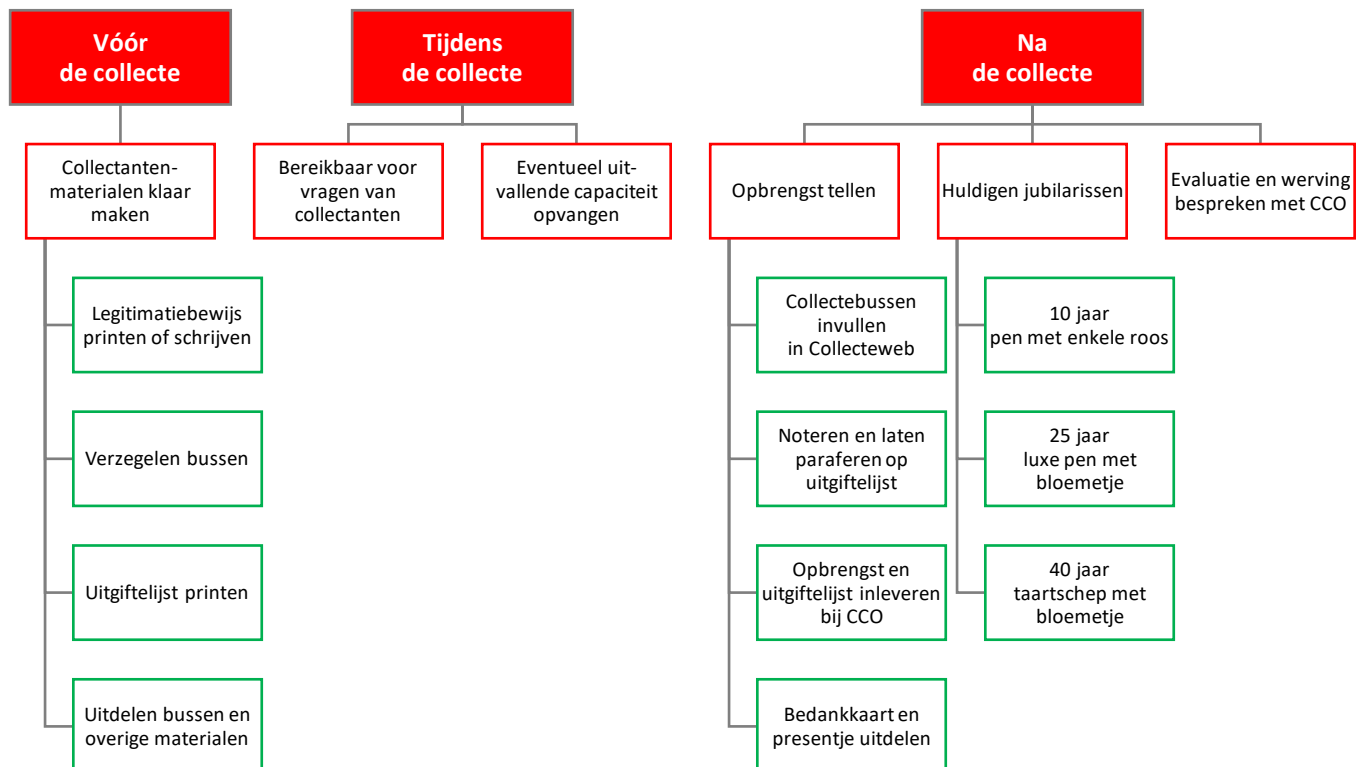 Vóór
de collecte
Tijdens
de collecte
Na
de collecte
Collectanten-
materialen klaar
maken
Bereikbaar voor
vragen van
collectanten
Eventueel uit-
vallende capaciteit
opvangen
Opbrengst tellen
Huldigen jubilarissen
Evaluatie en werving
bespreken met CCO
Legitimatiebewijs
printen of schrijven
Verzegelen bussen
Uitgiftelijst printen
Uitdelen bussen en
overige materialen
Collectebussen
invullen
in Collecteweb
Noteren en laten
paraferen op
uitgiftelijst
Opbrengst en
uitgiftelijst inleveren
bij CCO
Bedankkaart en
presentje uitdelen
10 jaar
pen met enkele roos
25 jaar
luxe pen met
bloemetje
40 jaar
taartschep met
bloemetje